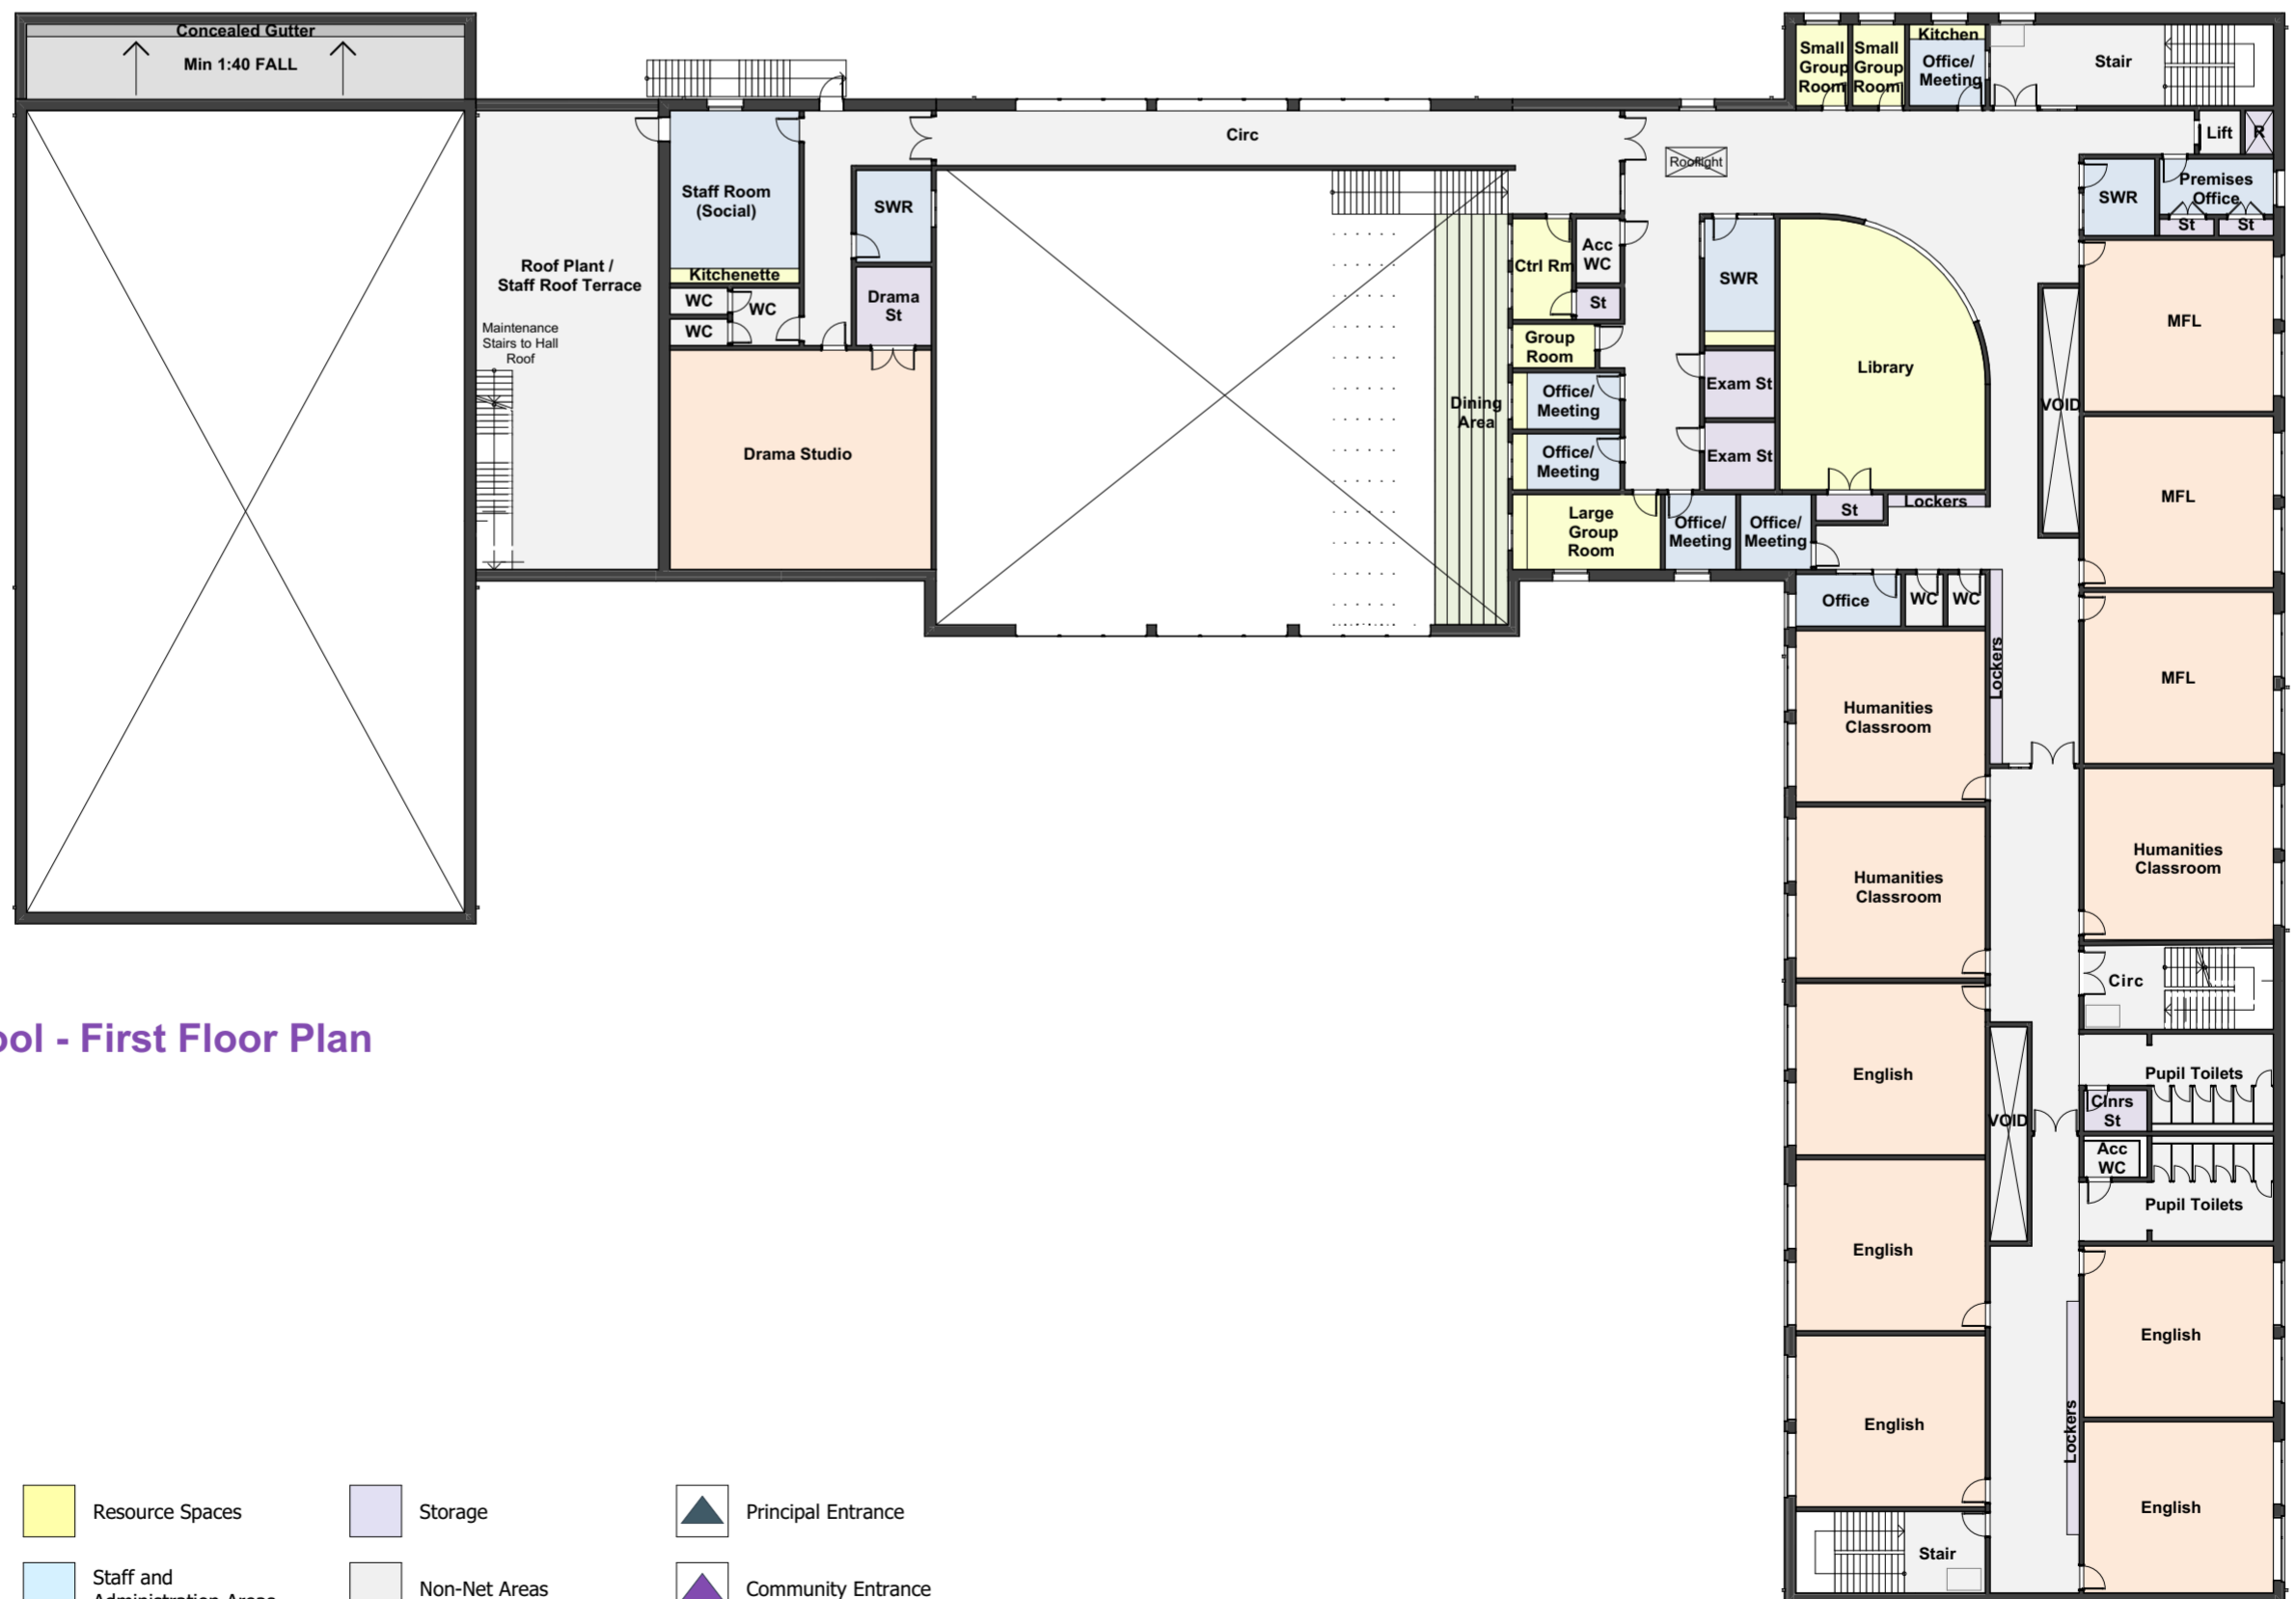 Concealed Gutter
Min 1:40 FALL
Small
Group
Room
Small
Group
Room
Kitchen
Office/
Meeting
Stair
Circ
Lift
R
Rooflight
Staff Room
(Social)
SWR
Kitchenette
WC
WC
WC
Drama
St
Roof Plant /
Staff Roof Terrace
Maintenance
Stairs to Hall
Roof
Drama Studio
Dining
Area
Ctrl Rm
Acc
WC
St
Group
Room
Office/
Meeting
Office/
Meeting
Large
Group
Room
Office/
Meeting
Office/
Meeting
SWR
Exam St
Exam St
Library
St
Lockers
SWR
Premises
Office
St
St
MFL
VOID
MFL
MFL
Office
WC
WC
Lockers
Humanities
Classroom
Humanities
Classroom
Humanities
Classroom
Circ
English
VOID
Pupil Toilets
Clnrs
St
Acc
WC
Pupil Toilets
English
English
English
Lockers
English
Stair
ool - First Floor Plan
Resource Spaces
Storage
Principal Entrance
Staff and
Administration Areas
Non-Net Areas
Community Entrance